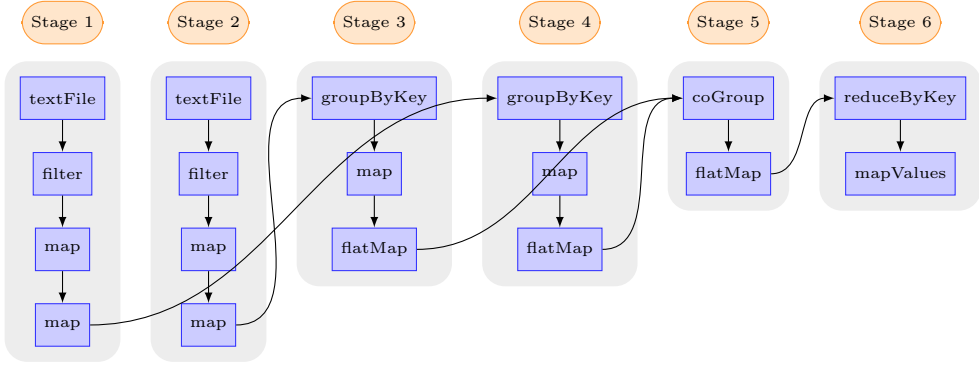 Stage 1
Stage 2
Stage 3
Stage 4
Stage 5
Stage 6
textFile
filter
map
map
textFile
filter
map
map
groupByKey
map
flatMap
groupByKey
map
flatMap
coGroup
flatMap
reduceByKey
mapValues